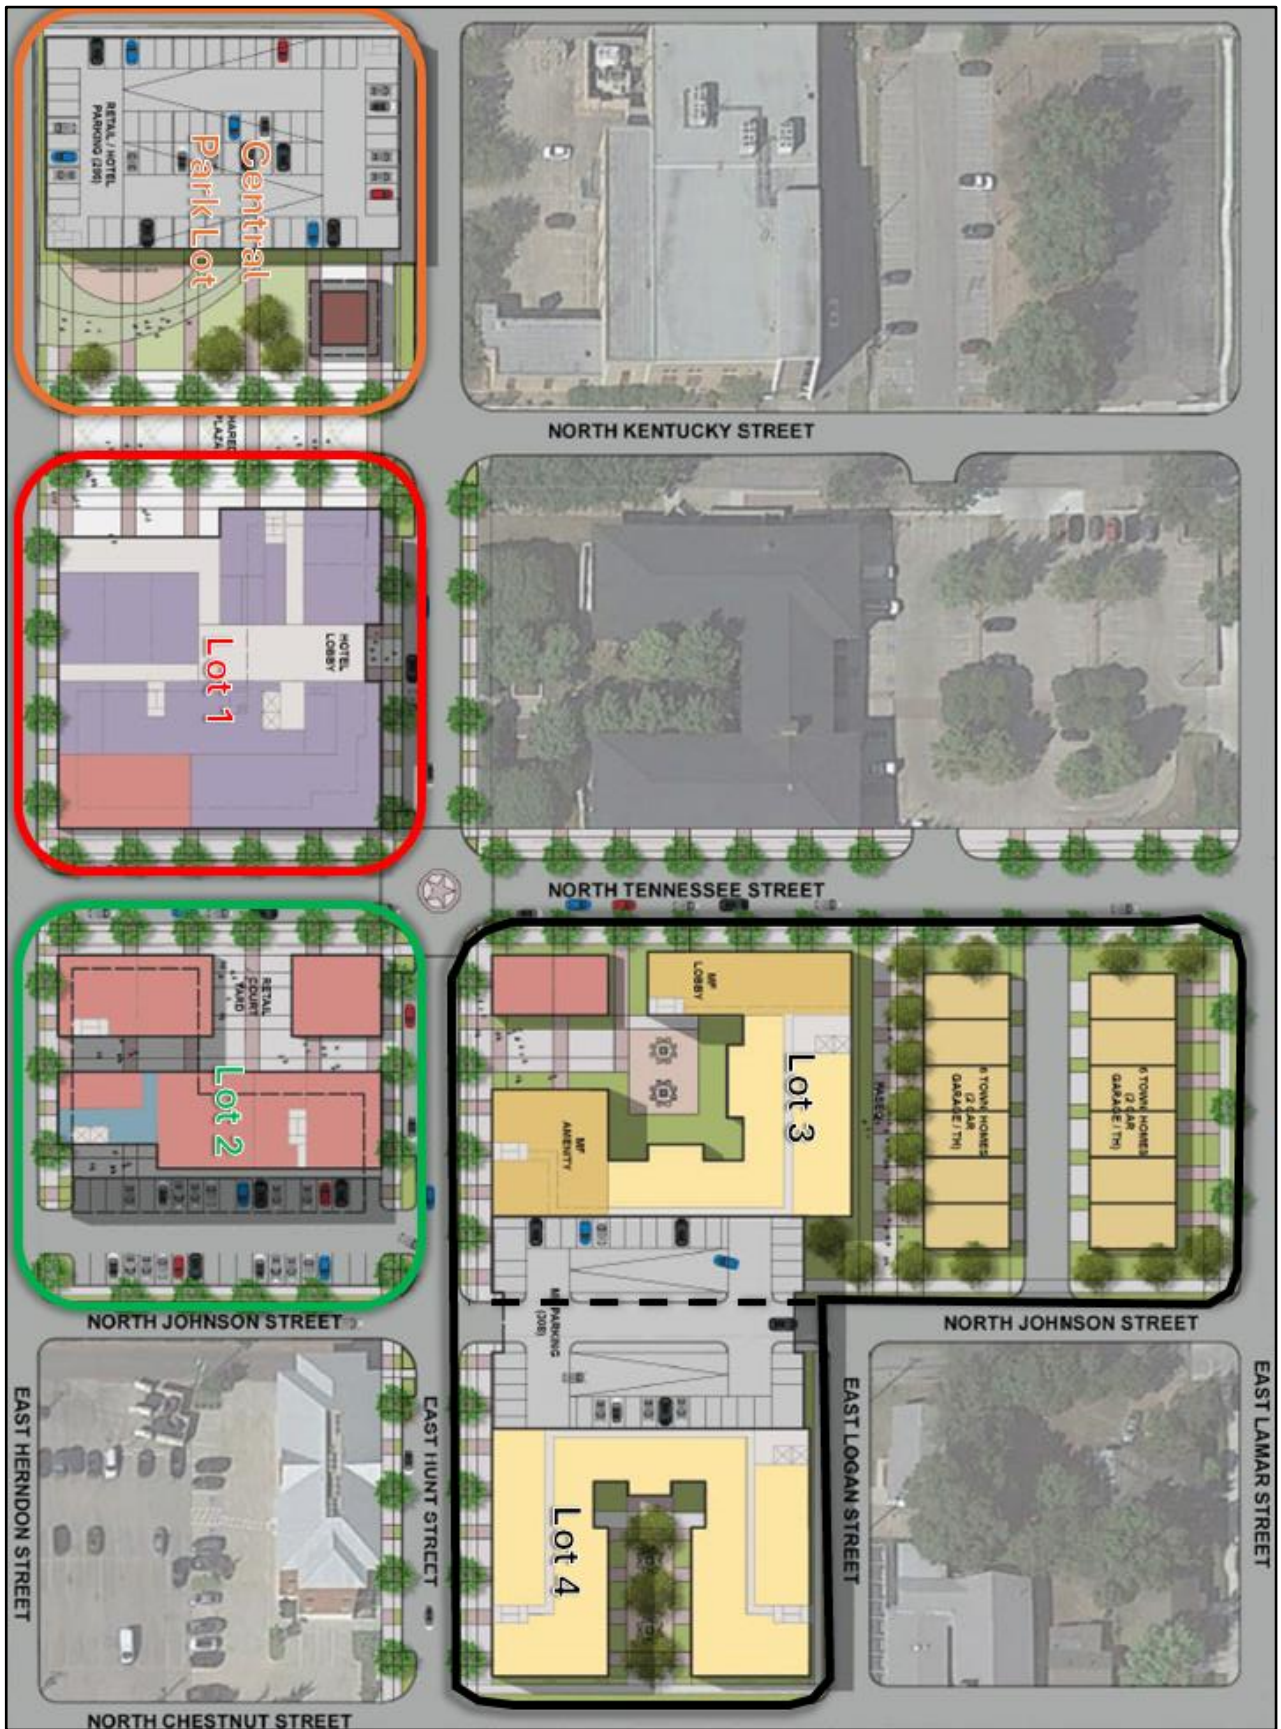 RETAIL / HOTEL
PARKING (296)
Central
Park Lot
NORTH KENTUCKY STREET
PLAZA
HOTEL
LOBBY
Lot 1
NORTH TENNESSEE STREET
RETAIL
COURT
YARD
Lot 2
MF
LOBBY
Lot 3
PASEO
6 TOWN HOMES
(2 CAR
GARAGE / TH)
6 TOWN HOMES
(2 CAR
GARAGE / TH)
MF
AMENITY
NORTH JOHNSON STREET
PARKING
(308)
NORTH JOHNSON STREET
EAST HERNDON STREET
EAST HUNT STREET
Lot 4
EAST LOGAN STREET
EAST LAMAR STREET
NORTH CHESTNUT STREET